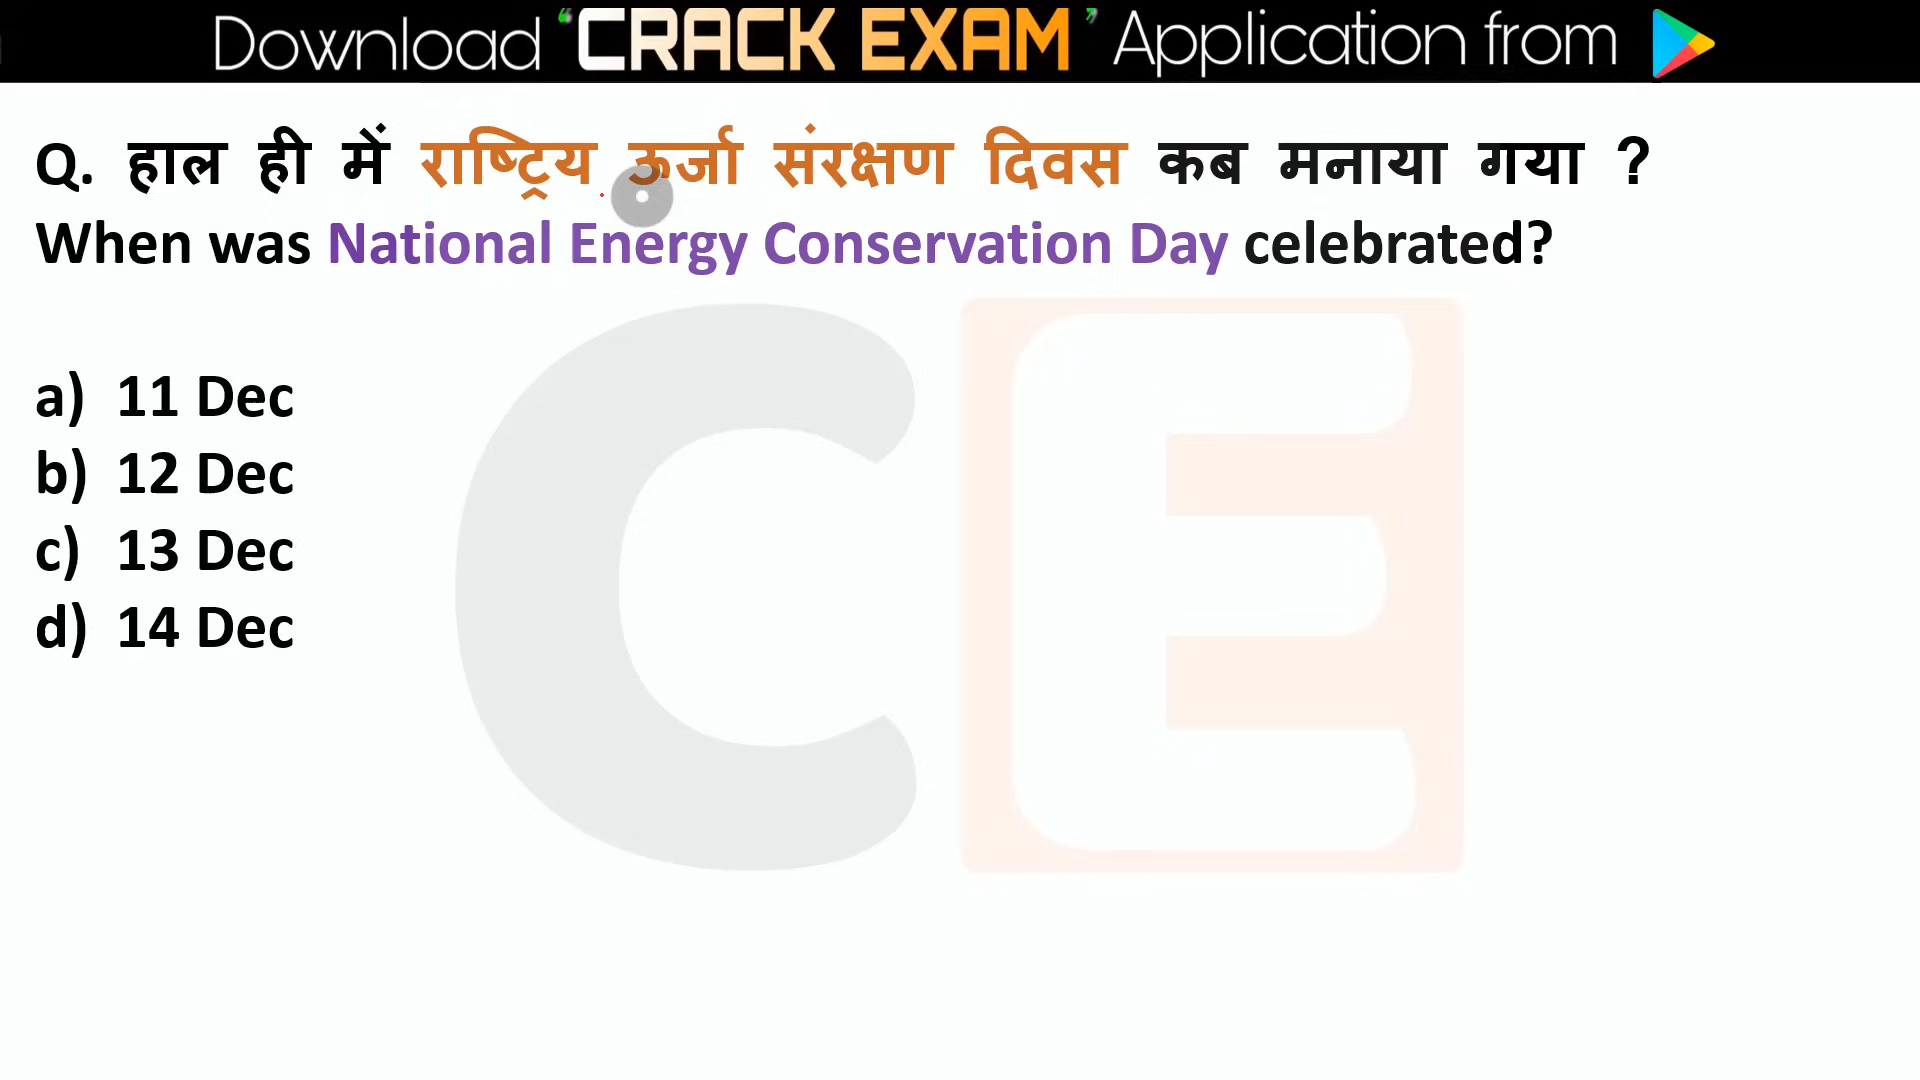 Download ‘CRACK EXAM’ Application from
Q. हाल ही में राष्ट्रिय ऊर्जा संरक्षण दिवस कब मनाया गया ?
When was National Energy Conservation Day celebrated?
a) 11 Dec
b) 12 Dec
c) 13 Dec
d) 14 Dec
CE